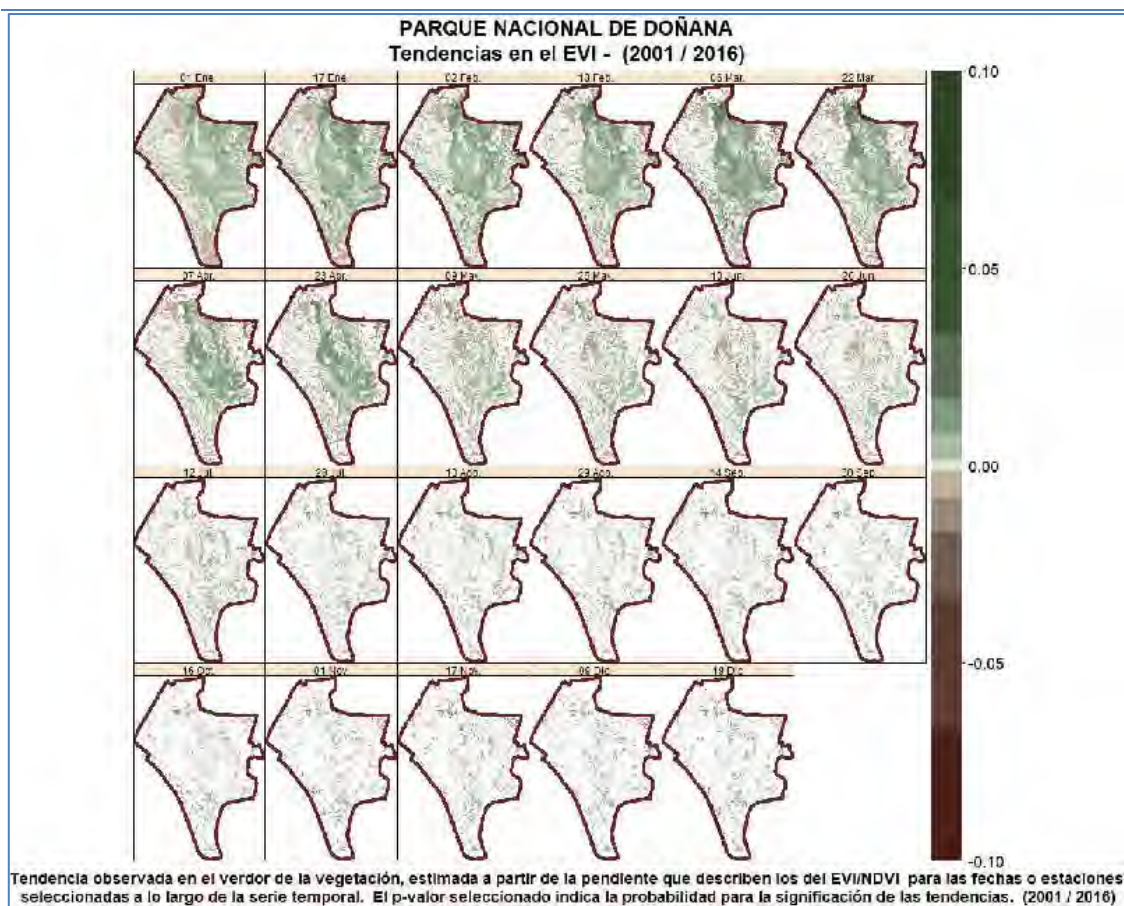 PARQUE NACIONAL DE DOÑANA
Tendencias en el EVI - (2001 / 2016)
01 Ene. 17 Ene. 02 Feb. 18 Feb. 06 Mar. 22 Mar.
0.10
07 Apr. 23 Apr. 09 May. 25 May. 10 Jun. 26 Jun.
0.05
12 Jul. 28 Jul. 13 Ago. 29 Ago. 14 Sep. 30 Sep.
0.00
16 Oct. 01 Nov. 17 Nov. Dic. Dic.
-0.05
-0.10
Tendencia observada en el verdor de la vegetación, estimada a partir de la pendiente que describen los del EVI/NDVI para las fechas o estaciones
seleccionadas a lo largo de la serie temporal. El p-valor seleccionado indica la probabilidad para la significación de las tendencias. (2001 / 2016)